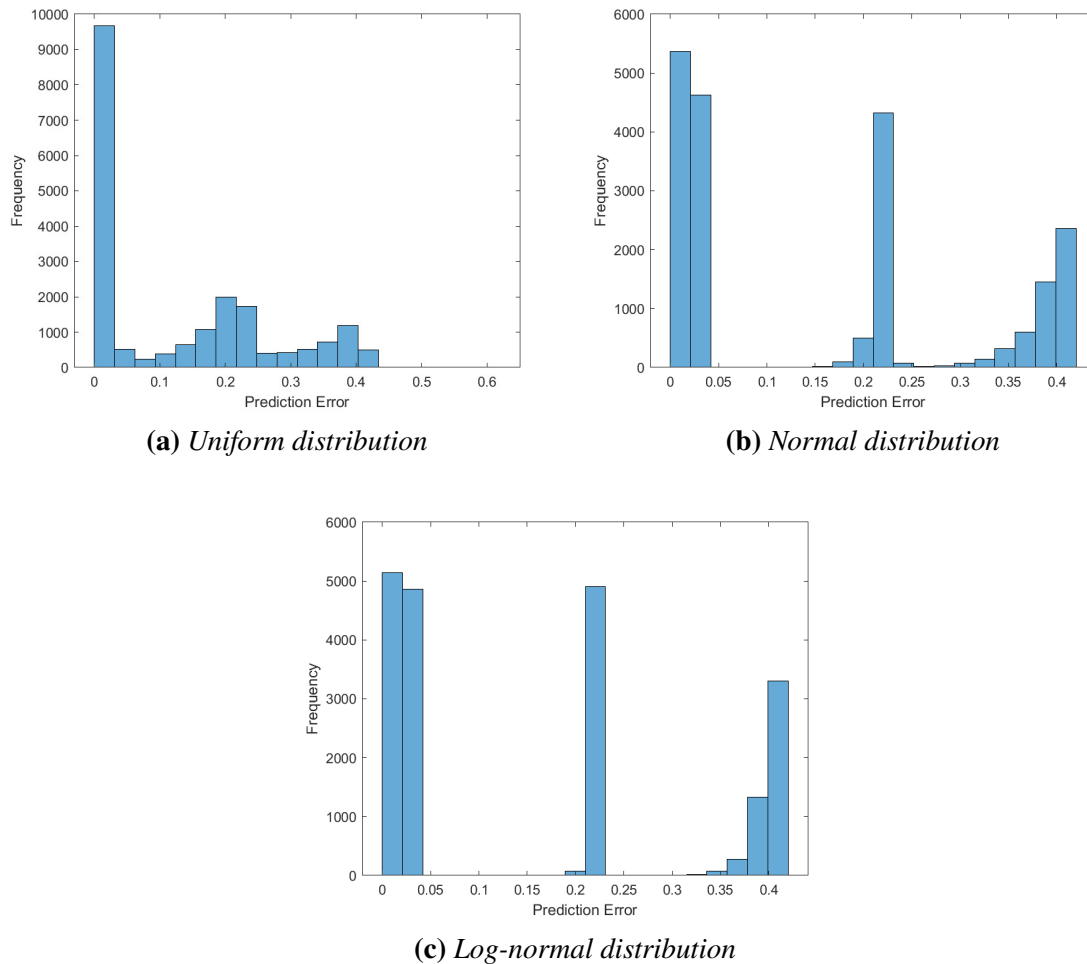 10000
9000
8000
7000
6000
5000
4000
3000
2000
1000
0
Frequency
0 0.1 0.2 0.3 0.4 0.5 0.6
Prediction Error
(a) Uniform distribution
6000
5000
4000
3000
2000
1000
0
Frequency
0 0.05 0.1 0.15 0.2 0.25 0.3 0.35 0.4
Prediction Error
(b) Normal distribution
6000
5000
4000
3000
2000
1000
0
Frequency
0 0.05 0.1 0.15 0.2 0.25 0.3 0.35 0.4
Prediction Error
(c) Log-normal distribution